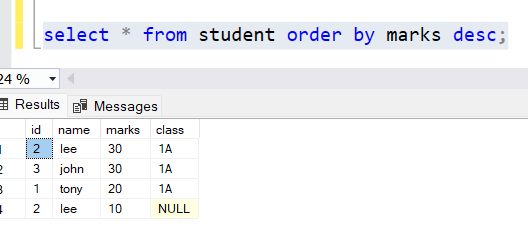 select * from student order by marks desc;
24 %
Results Messages
id name marks class
1 2 lee 30 1A
2 3 john 30 1A
3 1 tony 20 1A
4 2 lee 10 NULL